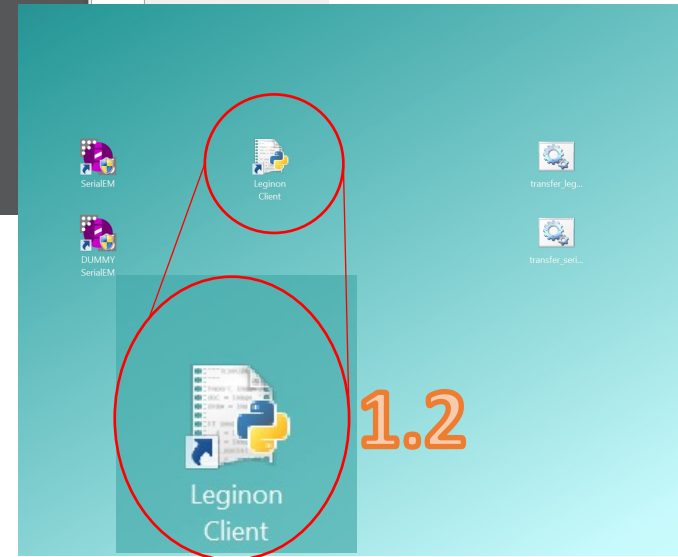 SerialEM
Leginon
Client
transfer_leg...
DUMMY
SerialEM
transfer_seri...
Leginon
Client
1.2